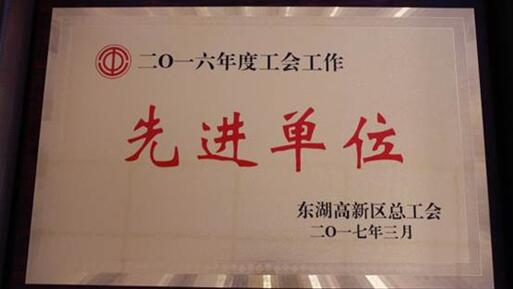 二〇一六年度工会工作
先进单位
东湖高新区总工会
二〇一七年三月